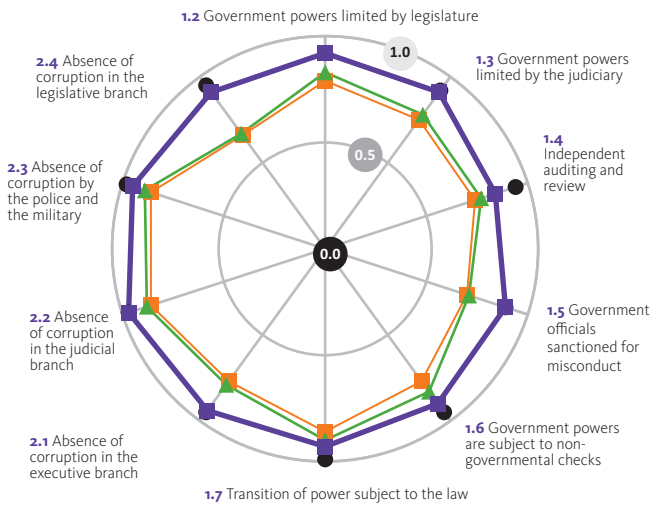 1.2 Government powers limited by legislature
1.0
2.4 Absence of
corruption in the
legislative branch
1.3 Government powers
limited by the judiciary
0.5
1.4
Independent
auditing and
review
2.3 Absence of
corruption by
the police and
the military
0.0
2.2 Absence
of corruption
in the judicial
branch
1.5 Government
officials
sanctioned for
misconduct
2.1 Absence of
corruption in the
executive branch
1.6 Government powers
are subject to non-
governmental checks
1.7 Transition of power subject to the law